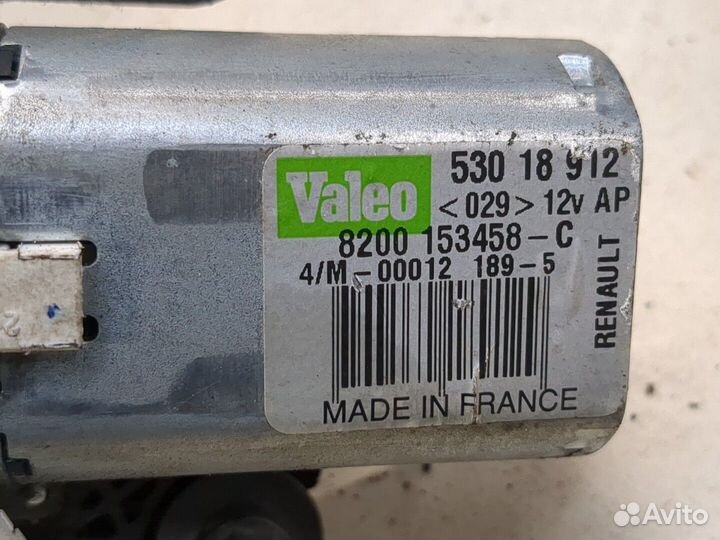 Valeo
530 18 912
<029> 12v AP
8200 153458-C
4/M-00012 189-5
RENAULT
MADE IN FRANCE
Avito